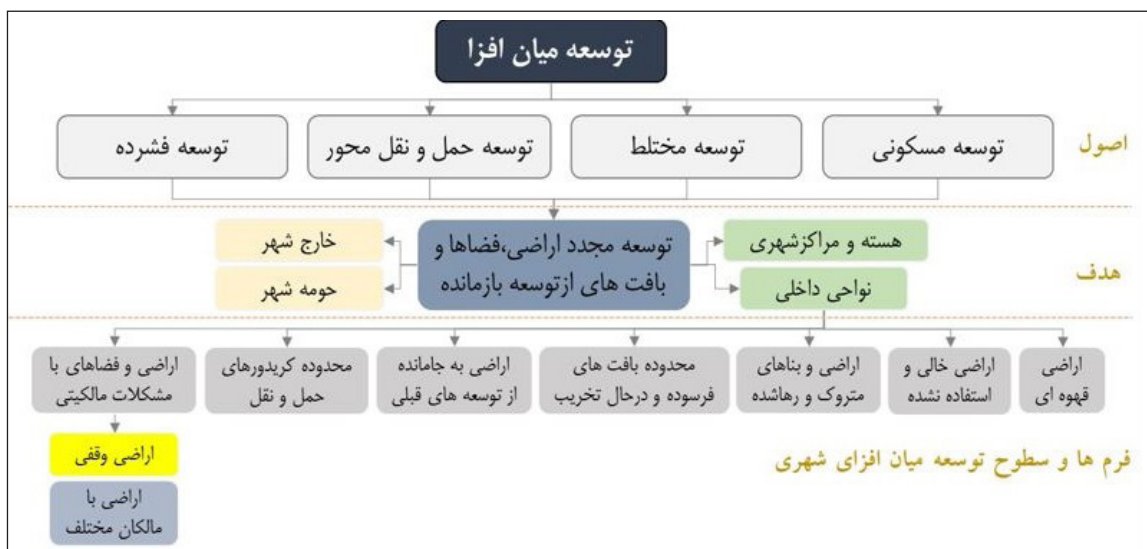 توسعه میان افزا
اصول
توسعه مسکونی
توسعه مختلط
توسعه حمل و نقل محور
توسعه فشرده
هدف
هسته و مراکزشهری
نواحی داخلی
توسعه مجدد اراضی،فضاها و
بافت های ازتوسعه بازمانده
خارج شهر
حومه شهر
اراضی
قهوه ای
اراضی خالی و
استفاده نشده
اراضی و بناهای
متروک و رهاشده
محدوده بافت های
فرسوده و درحال تخریب
اراضی به جامانده
از توسعه های قبلی
محدوده کریدورهای
حمل و نقل
اراضی و فضاهای با
مشکلات مالکیتی
فرم ها و سطوح توسعه میان افزای شهری
اراضی وقفی
اراضی با
مالکان مختلف